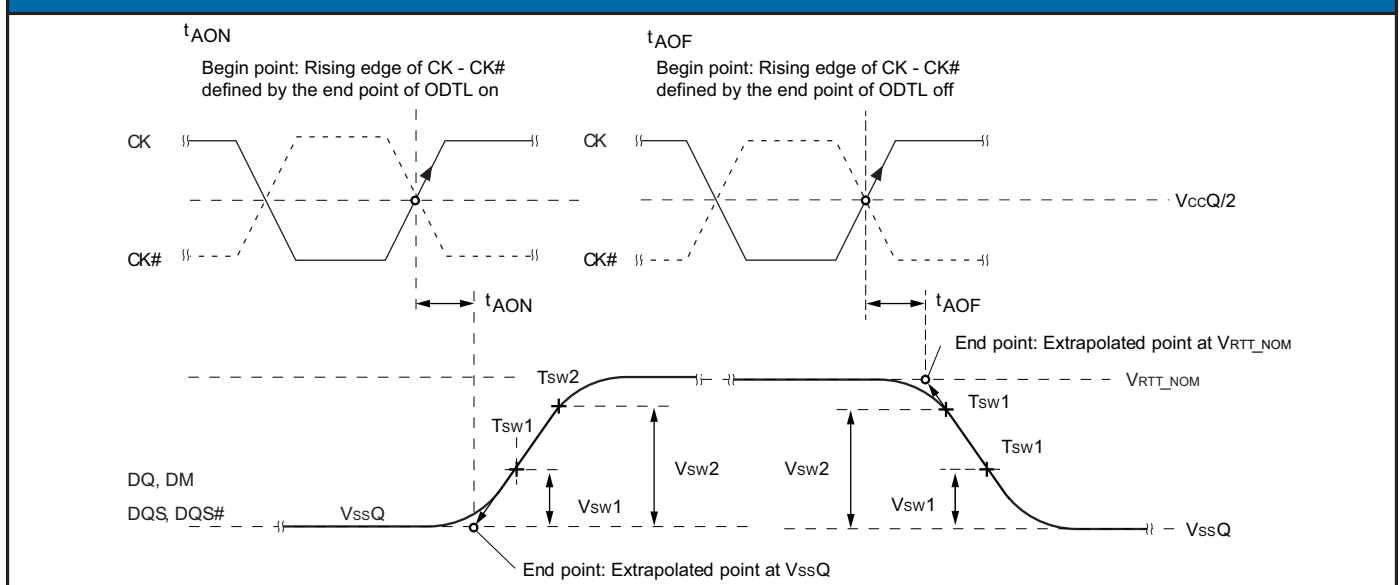 tAON
Begin point: Rising edge of CK - CK#
defined by the end point of ODTL on
tAOF
Begin point: Rising edge of CK - CK#
defined by the end point of ODTL off
CK
CK
VccQ/2
CK#
CK#
tAON
tAOF
End point: Extrapolated point at VRTT_NOM
Tsw2
VRTT_NOM
Tsw1
Tsw1
Tsw1
Vsw2
Vsw2
DQ, DM
Vsw1
Vsw1
DQS, DQS#
VssQ
VssQ
End point: Extrapolated point at VssQ